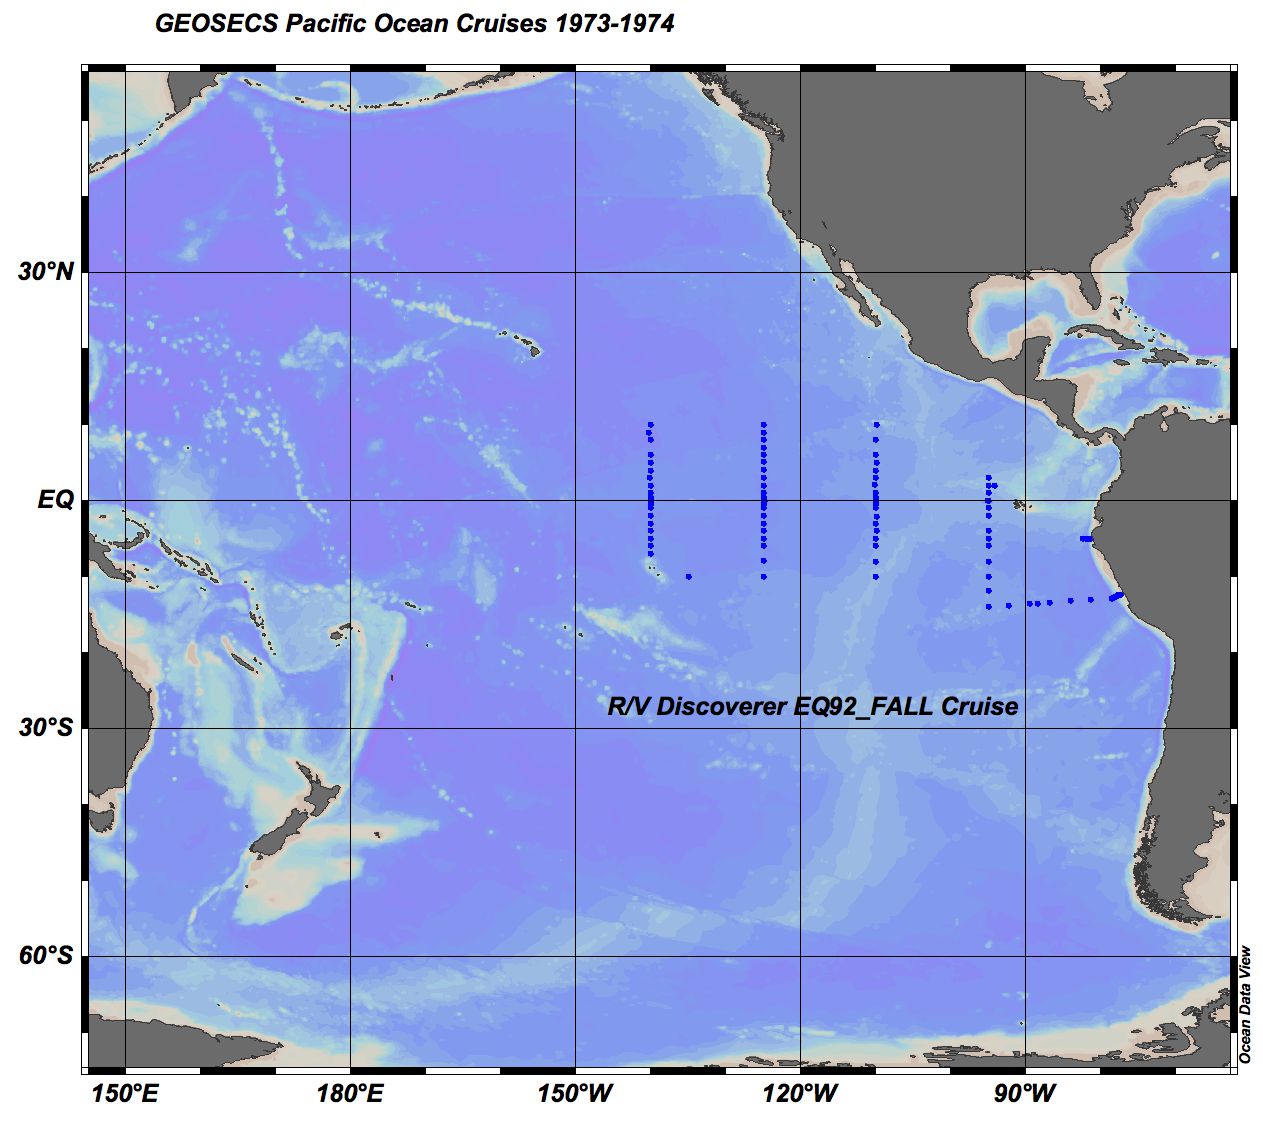 GEOSECS Pacific Ocean Cruises 1973-1974
30°N
EQ
R/V Discoverer EQ92_FALL Cruise
30°S
60°S
Ocean Data View
150°E
180°E
150°W
120°W
90°W